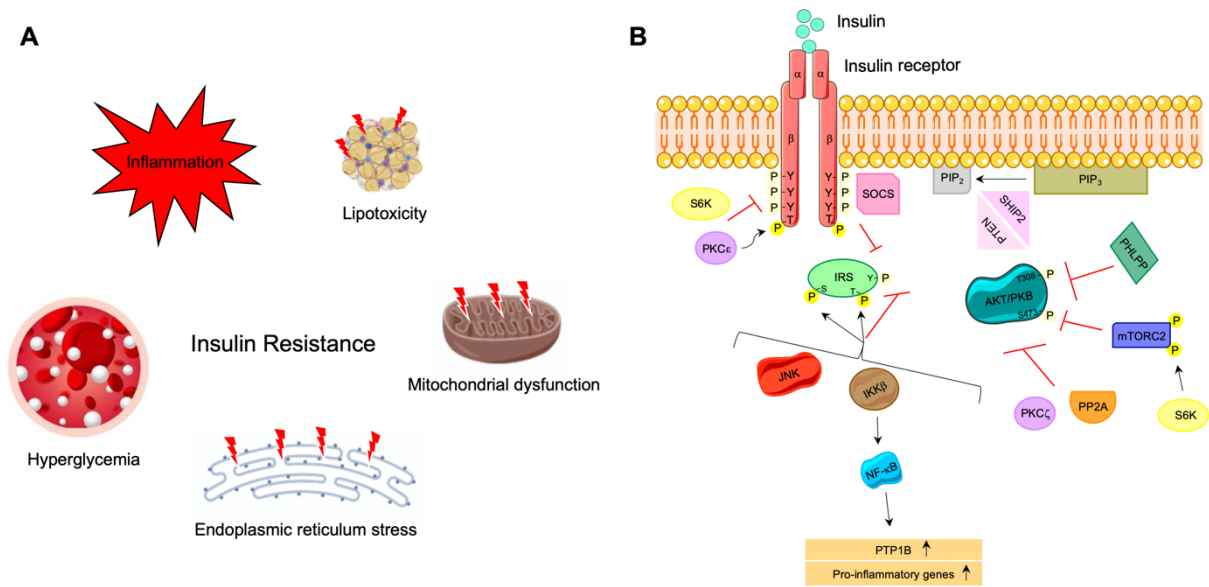 A
Inflammation
Lipotoxicity
Insulin Resistance
Mitochondrial dysfunction
Hyperglycemia
Endoplasmic reticulum stress
B
Insulin
Insulin receptor
α α
β β
P Y Y P
P Y Y P
P Y Y P
P T T P
SOCS
S6K
PKCε
PIP₂
PIP₃
SHIP2
PTEN
PHLPP
IRS
Y P
P S
T P
T308 P
AKT/PKB
S473 P
mTORC2
P
P
JNK
IKKβ
PKCζ
PP2A
S6K
NF-κB
PTP1B ↑
Pro-inflammatory genes ↑